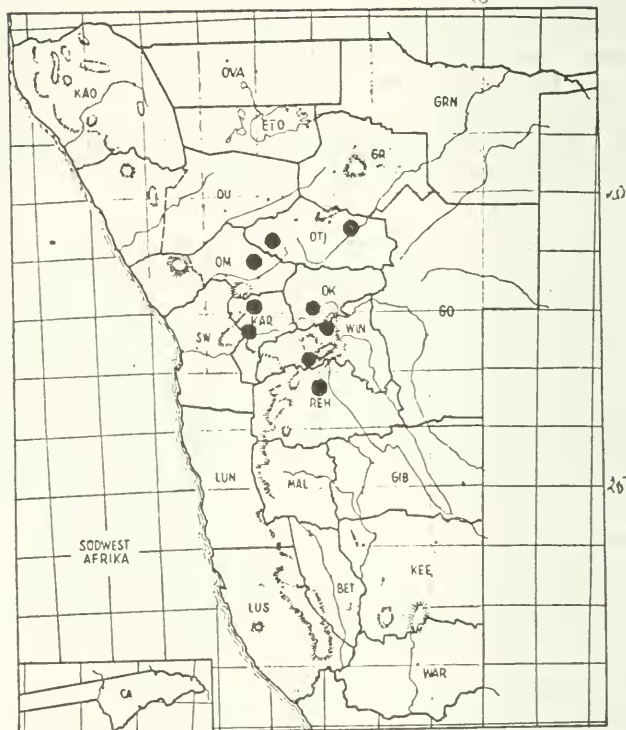 KAO
OVA
ETO
GRN
GR
OU
OTJ
OM
OK
KAR
SW
WIN
GO
REH
LUN
MAL
GIB
SÜDWEST
AFRIKA
BET
KEE
LUS
CA
WAR